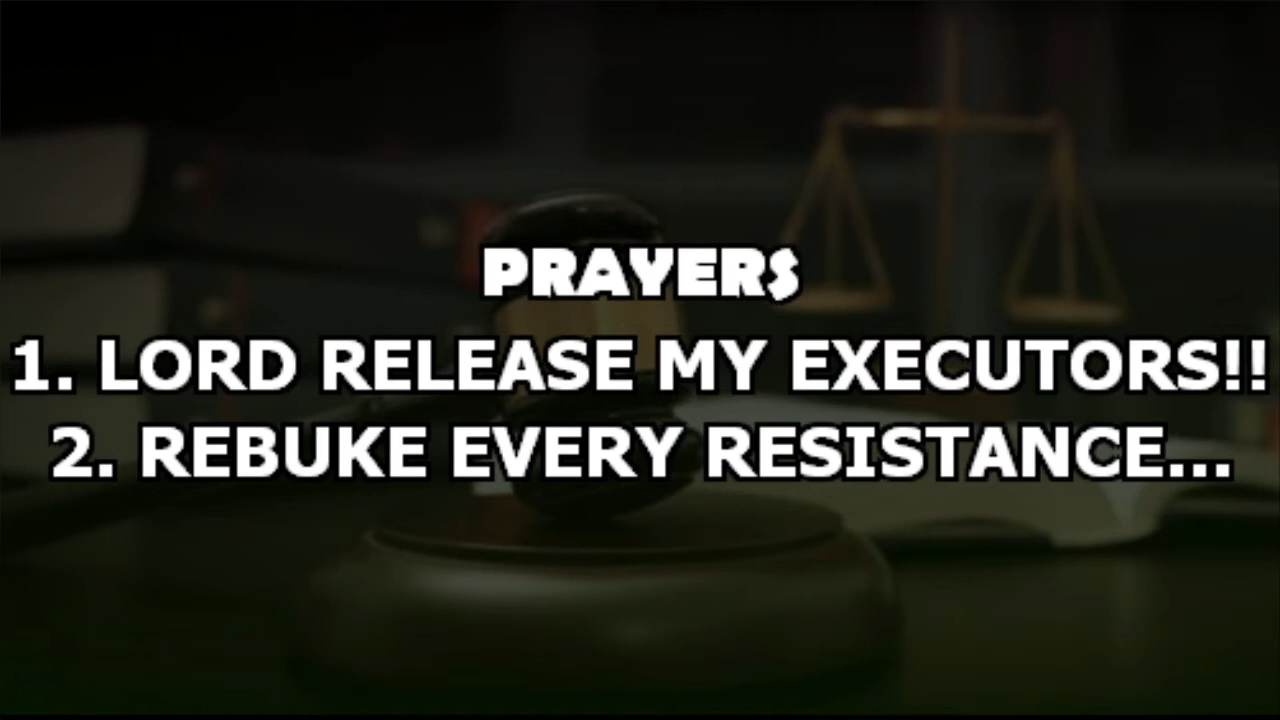 PRAYERS
1. LORD RELEASE MY EXECUTORS!!
2. REBUKE EVERY RESISTANCE...